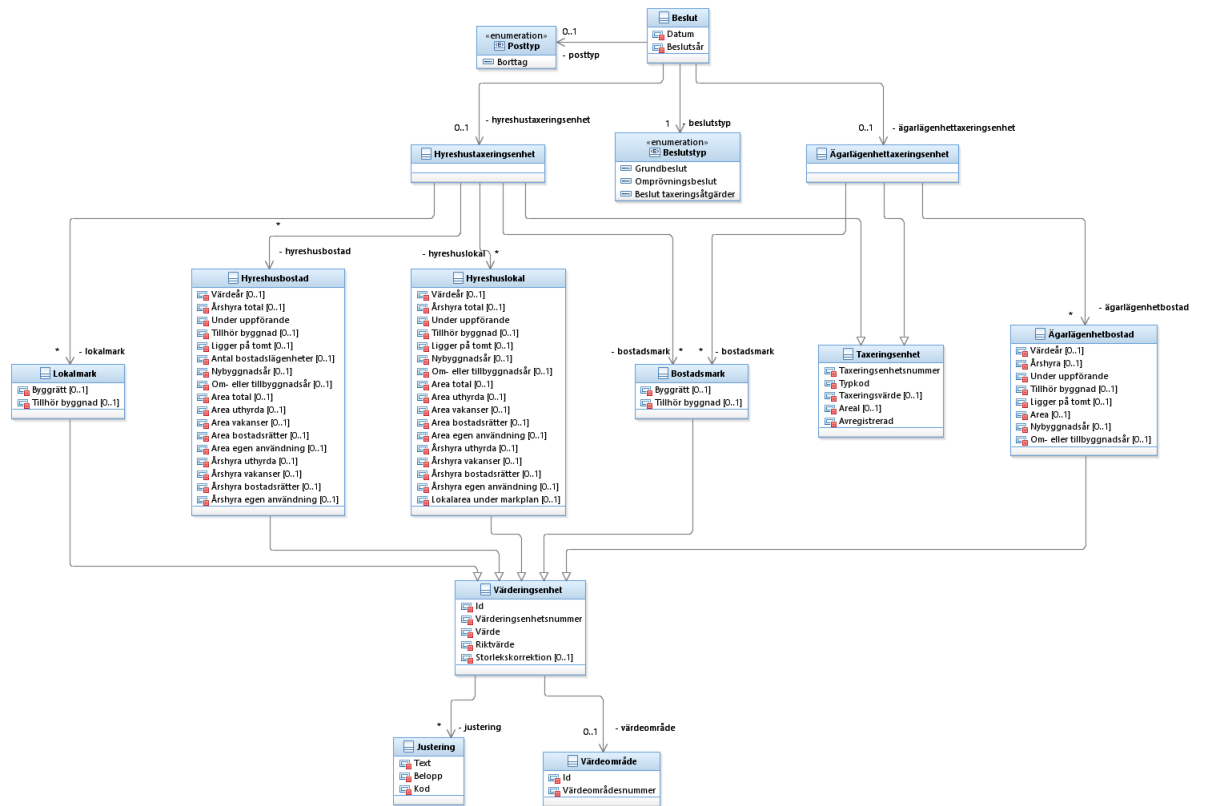 Beslut
Datum
Beslutsår
«enumeration»
Posttyp
Borttag
0..1
- posttyp
- hyreshustaxeringsenhet
0..1
1
- beslutstyp
0..1
- ägarlägenhettaxeringsenhet
Hyreshustaxeringsenhet
«enumeration»
Beslutstyp
Grundbeslut
Omprövningsbeslut
Beslut taxeringsåtgärder
Ägarlägenhettaxeringsenhet
*
- hyreshusbostad
- hyreshuslokal
*
Hyreshusbostad
Värdeår [0..1]
Årshyra total [0..1]
Under uppförande
Tillhör byggnad [0..1]
Ligger på tomt [0..1]
Antal bostadslägenheter [0..1]
Nybyggnadsår [0..1]
Om- eller tillbyggnadsår [0..1]
Area total [0..1]
Area uthyrda [0..1]
Area vakanser [0..1]
Area bostadsrätter [0..1]
Area egen användning [0..1]
Årshyra uthyrda [0..1]
Årshyra vakanser [0..1]
Årshyra bostadsrätter [0..1]
Årshyra egen användning [0..1]
Hyreshuslokal
Värdeår [0..1]
Årshyra total [0..1]
Under uppförande
Tillhör byggnad [0..1]
Ligger på tomt [0..1]
Nybyggnadsår [0..1]
Om- eller tillbyggnadsår [0..1]
Area total [0..1]
Area uthyrda [0..1]
Area vakanser [0..1]
Area bostadsrätter [0..1]
Area egen användning [0..1]
Årshyra uthyrda [0..1]
Årshyra vakanser [0..1]
Årshyra bostadsrätter [0..1]
Årshyra egen användning [0..1]
Lokalarea under markplan [0..1]
*
- lokalmark
Lokalmark
Byggrätt [0..1]
Tillhör byggnad [0..1]
- bostadsmark
*
*
- bostadsmark
Bostadsmark
Byggrätt [0..1]
Tillhör byggnad [0..1]
Taxeringsenhet
Taxeringsenhetsnummer
Typkod
Taxeringsvärde [0..1]
Areal [0..1]
Avregistrerad
*
- ägarlägenhetbostad
Ägarlägenhetbostad
Värdeår [0..1]
Årshyra [0..1]
Under uppförande
Tillhör byggnad [0..1]
Ligger på tomt [0..1]
Area [0..1]
Nybyggnadsår [0..1]
Om- eller tillbyggnadsår [0..1]
Värderingsenhet
Id
Värderingsenhetsnummer
Värde
Riktvärde
Storlekskorrektion [0..1]
*
- justering
0..1
- värdeområde
Justering
Text
Belopp
Kod
Värdeområde
Id
Värdeområdesnummer